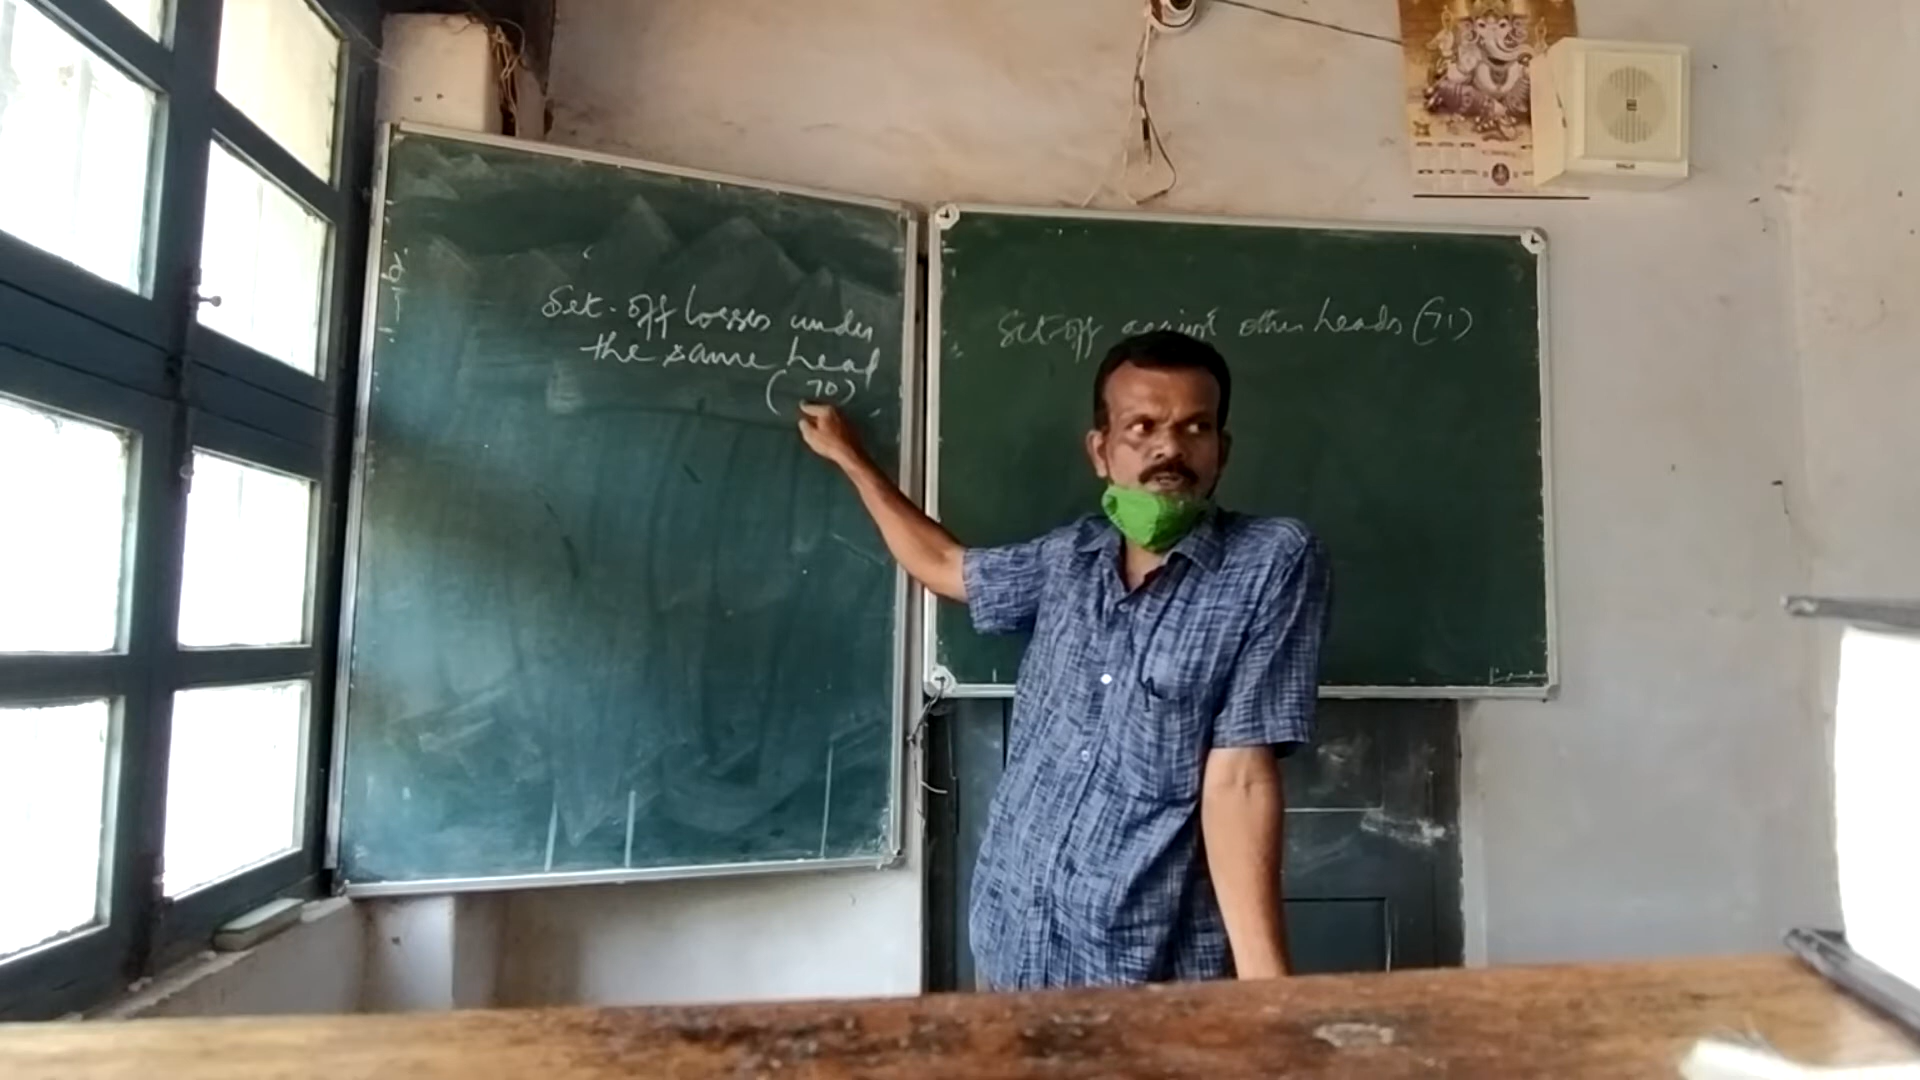 Set-off losses under
the same head
(70)
Set-off against other heads (71)